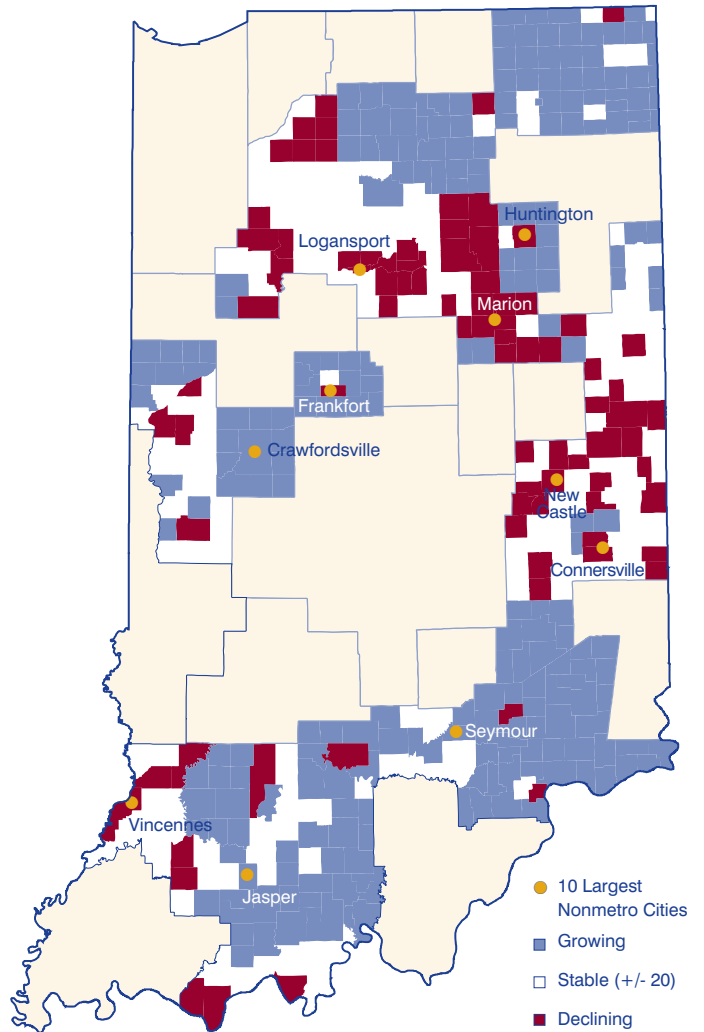 Huntington
Logansport
Marion
Frankfort
Crawfordsville
New
Castle
Connersville
Seymour
Vincennes
Jasper
10 Largest
Nonmetro Cities
Growing
Stable (+/- 20)
Declining